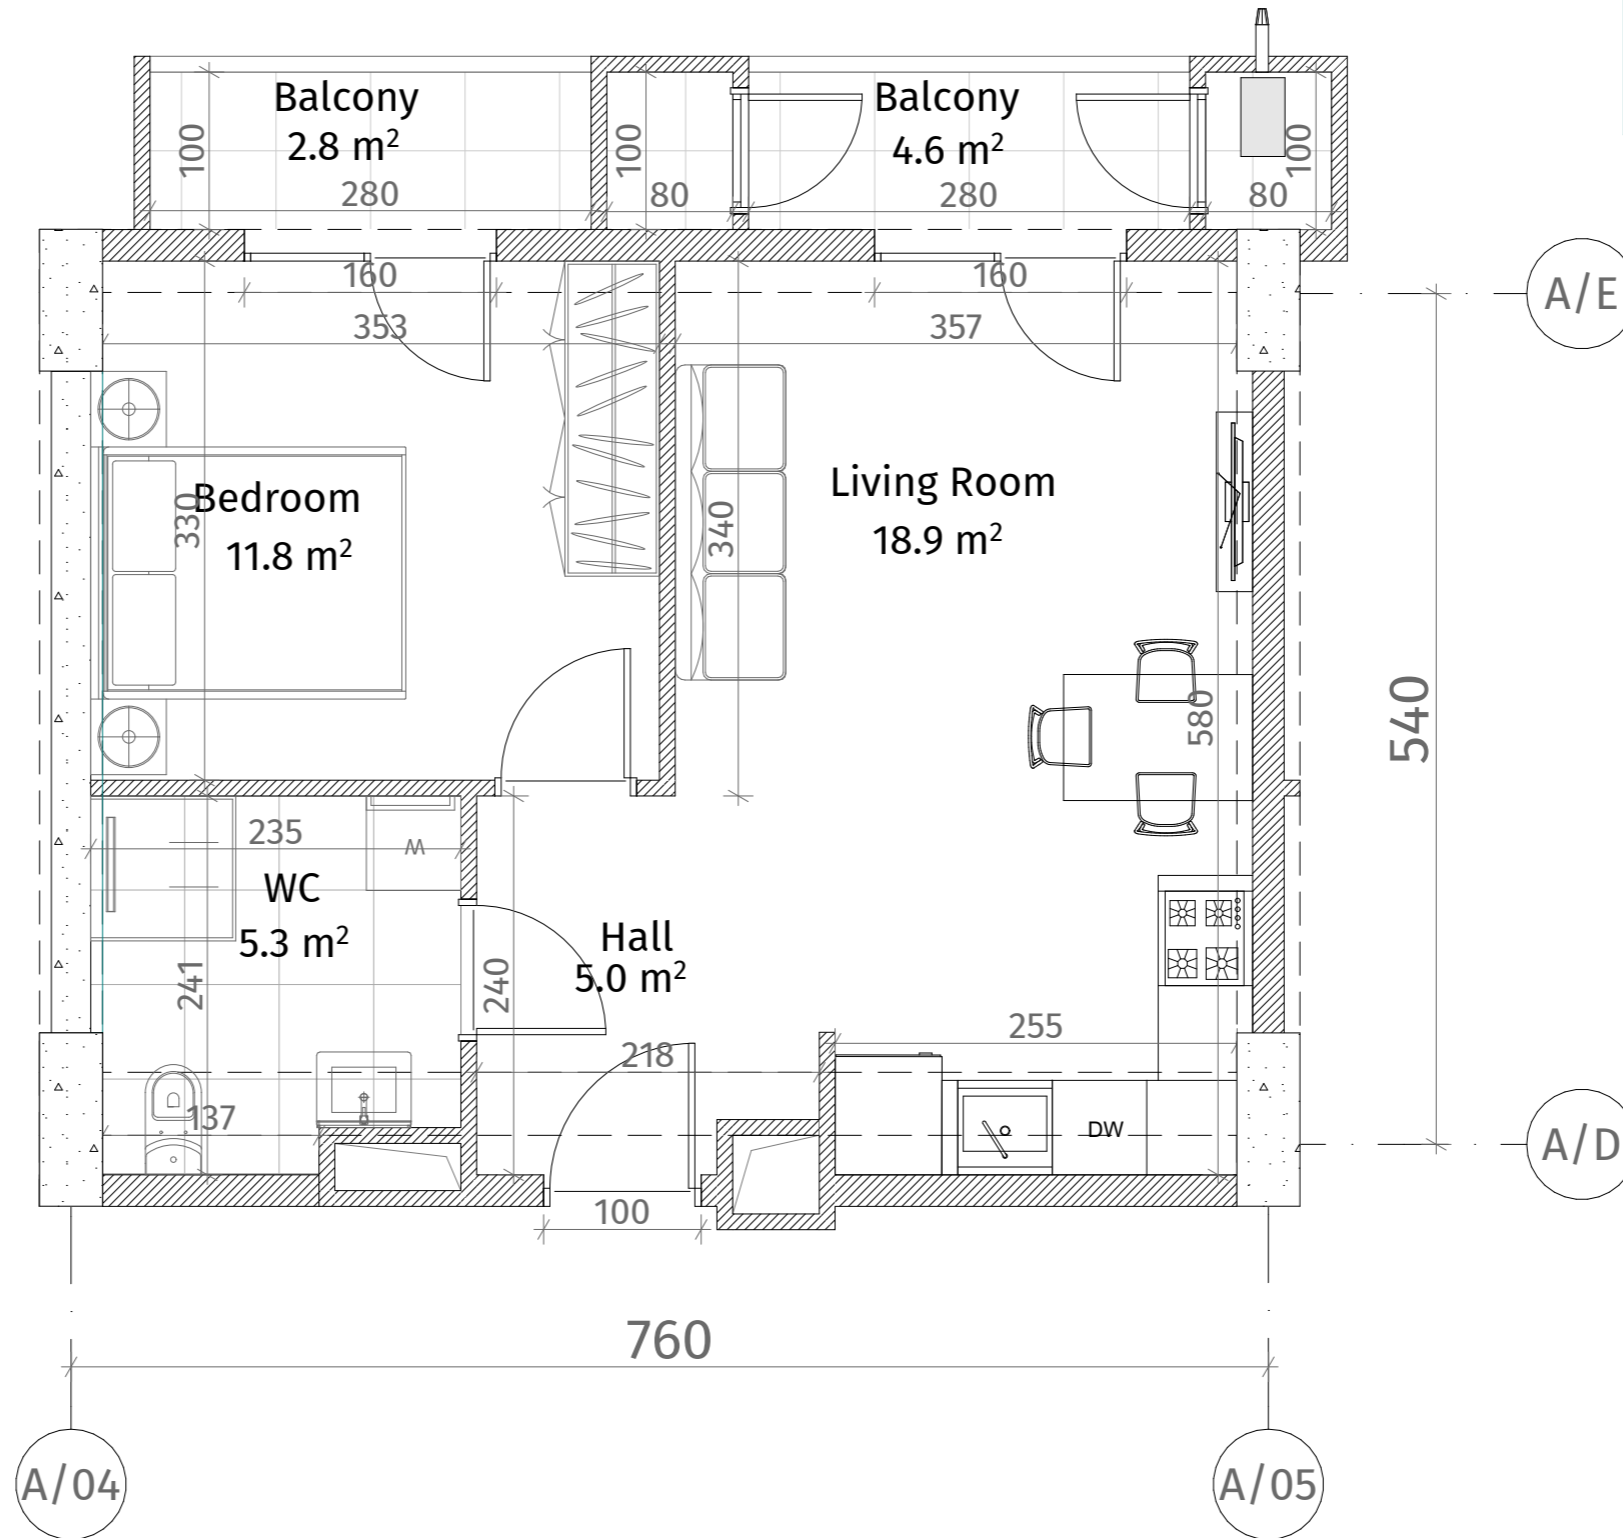 Balcony
2.8 m²
100
280
100
80
Balcony
4.6 m²
280
100
80
160
353
160
357
A/E
Bedroom
11.8 m²
330
340
Living Room
18.9 m²
580
540
235
W
WC
5.3 m²
241
240
Hall
5.0 m²
218
255
137
DW
A/D
100
760
A/04
A/05